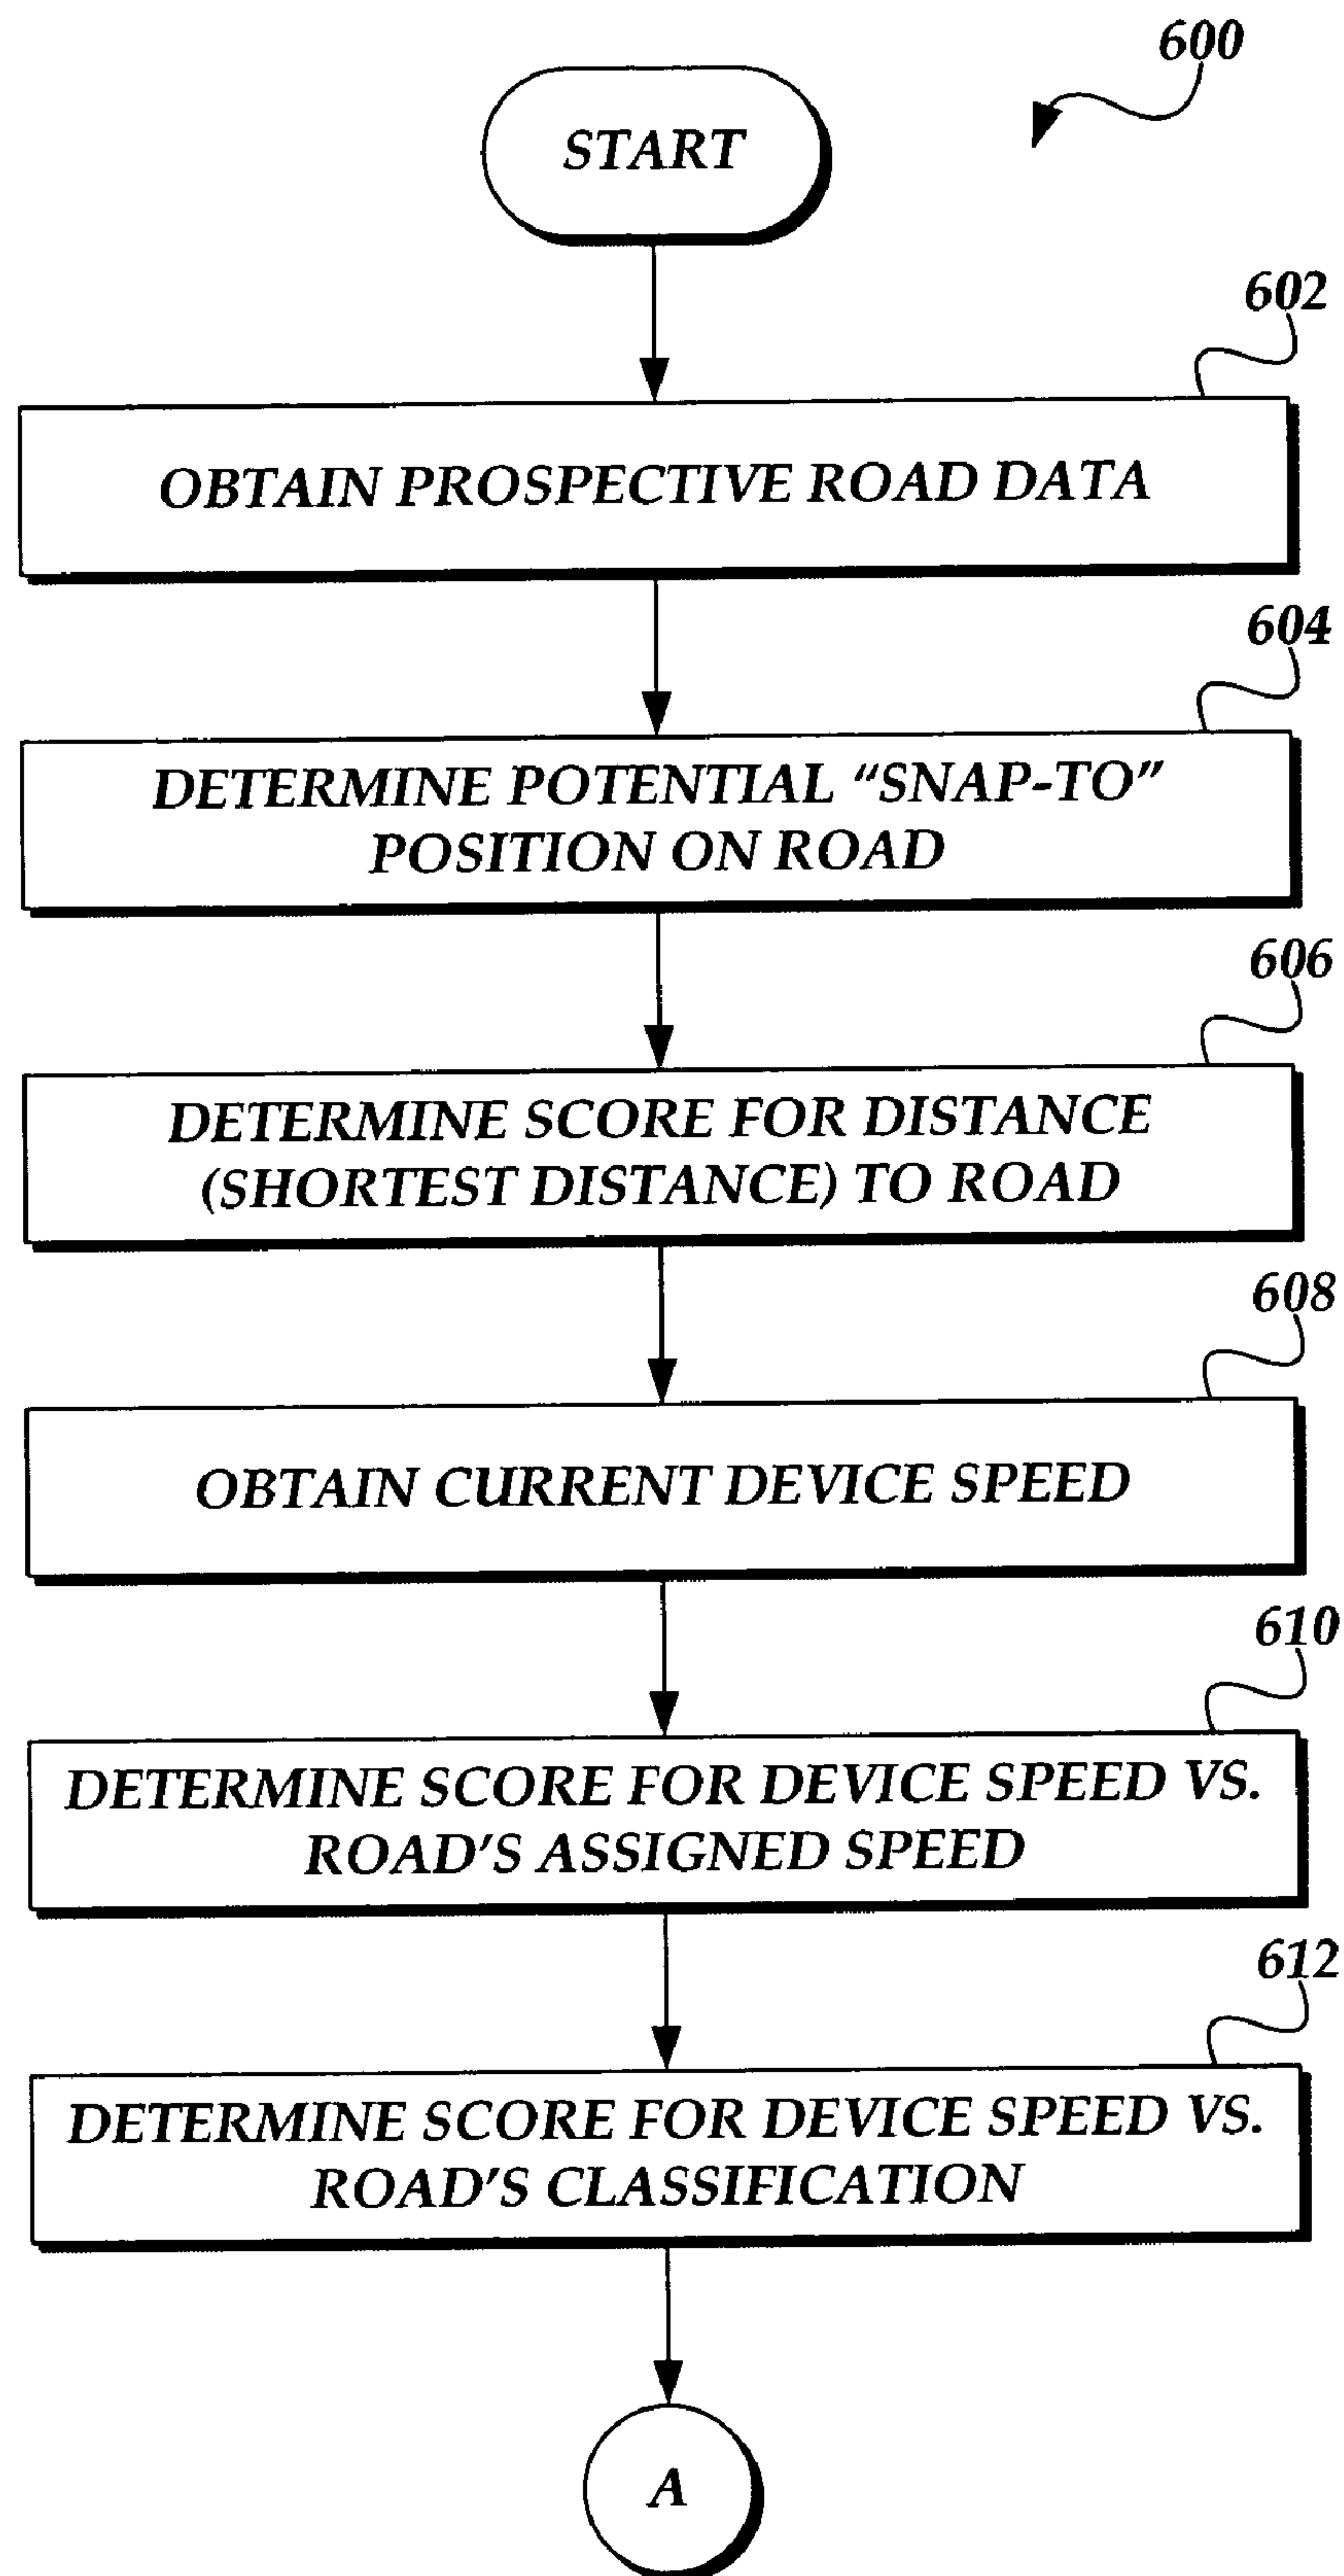 600
START
602
OBTAIN PROSPECTIVE ROAD DATA
604
DETERMINE POTENTIAL “SNAP-TO”
POSITION ON ROAD
606
DETERMINE SCORE FOR DISTANCE
(SHORTEST DISTANCE) TO ROAD
608
OBTAIN CURRENT DEVICE SPEED
610
DETERMINE SCORE FOR DEVICE SPEED VS.
ROAD’S ASSIGNED SPEED
612
DETERMINE SCORE FOR DEVICE SPEED VS.
ROAD’S CLASSIFICATION
A